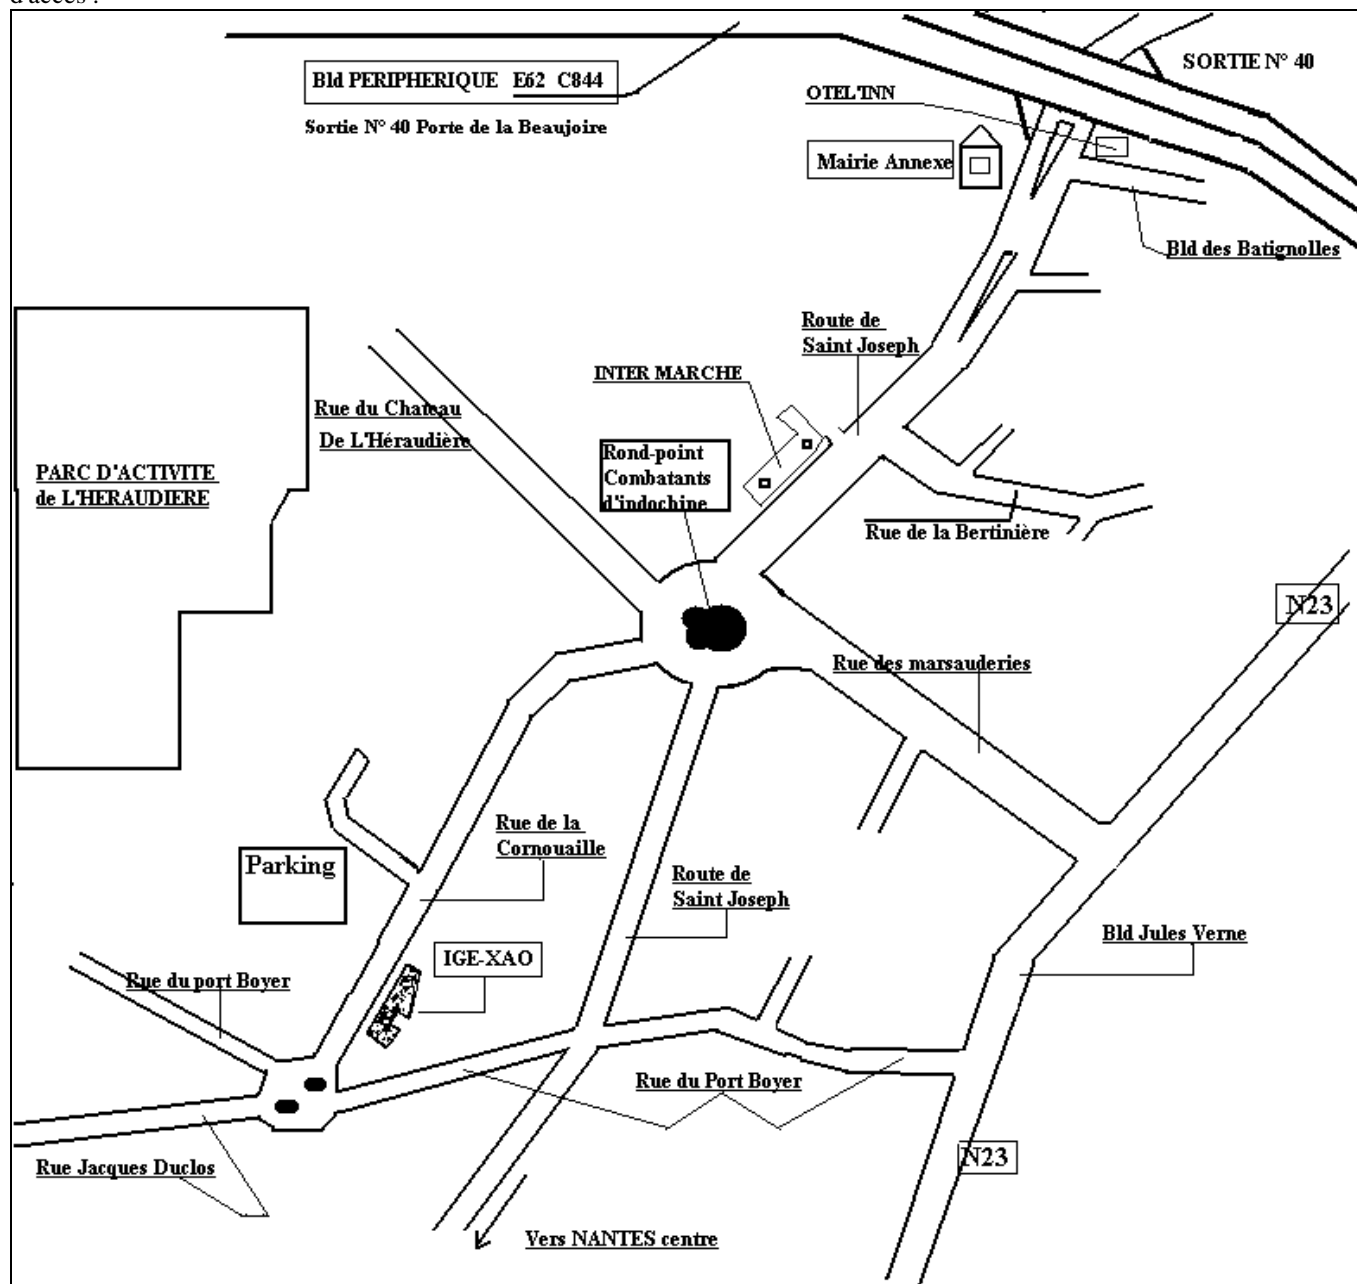 d'accès :
SORTIE N° 40
Bld PERIPHERIQUE E62 C844
OTEL'INN
Sortie N° 40 Porte de la Beaujoire
Mairie Annexe
Bld des Batignolles
Route de
Saint Joseph
INTER MARCHE
Rue du Chateau
De L'Héraudière
Rond-point
Combatants
d'indochine
PARC D'ACTIVITE
de L'HERAUDIERE
Rue de la Bertinière
N23
Rue des marsauderies
Rue de la
Cornouaille
Parking
Route de
Saint Joseph
Bld Jules Verne
IGE-XAO
Rue du port Boyer
Rue du Port Boyer
N23
Rue Jacques Duclos
Vers NANTES centre